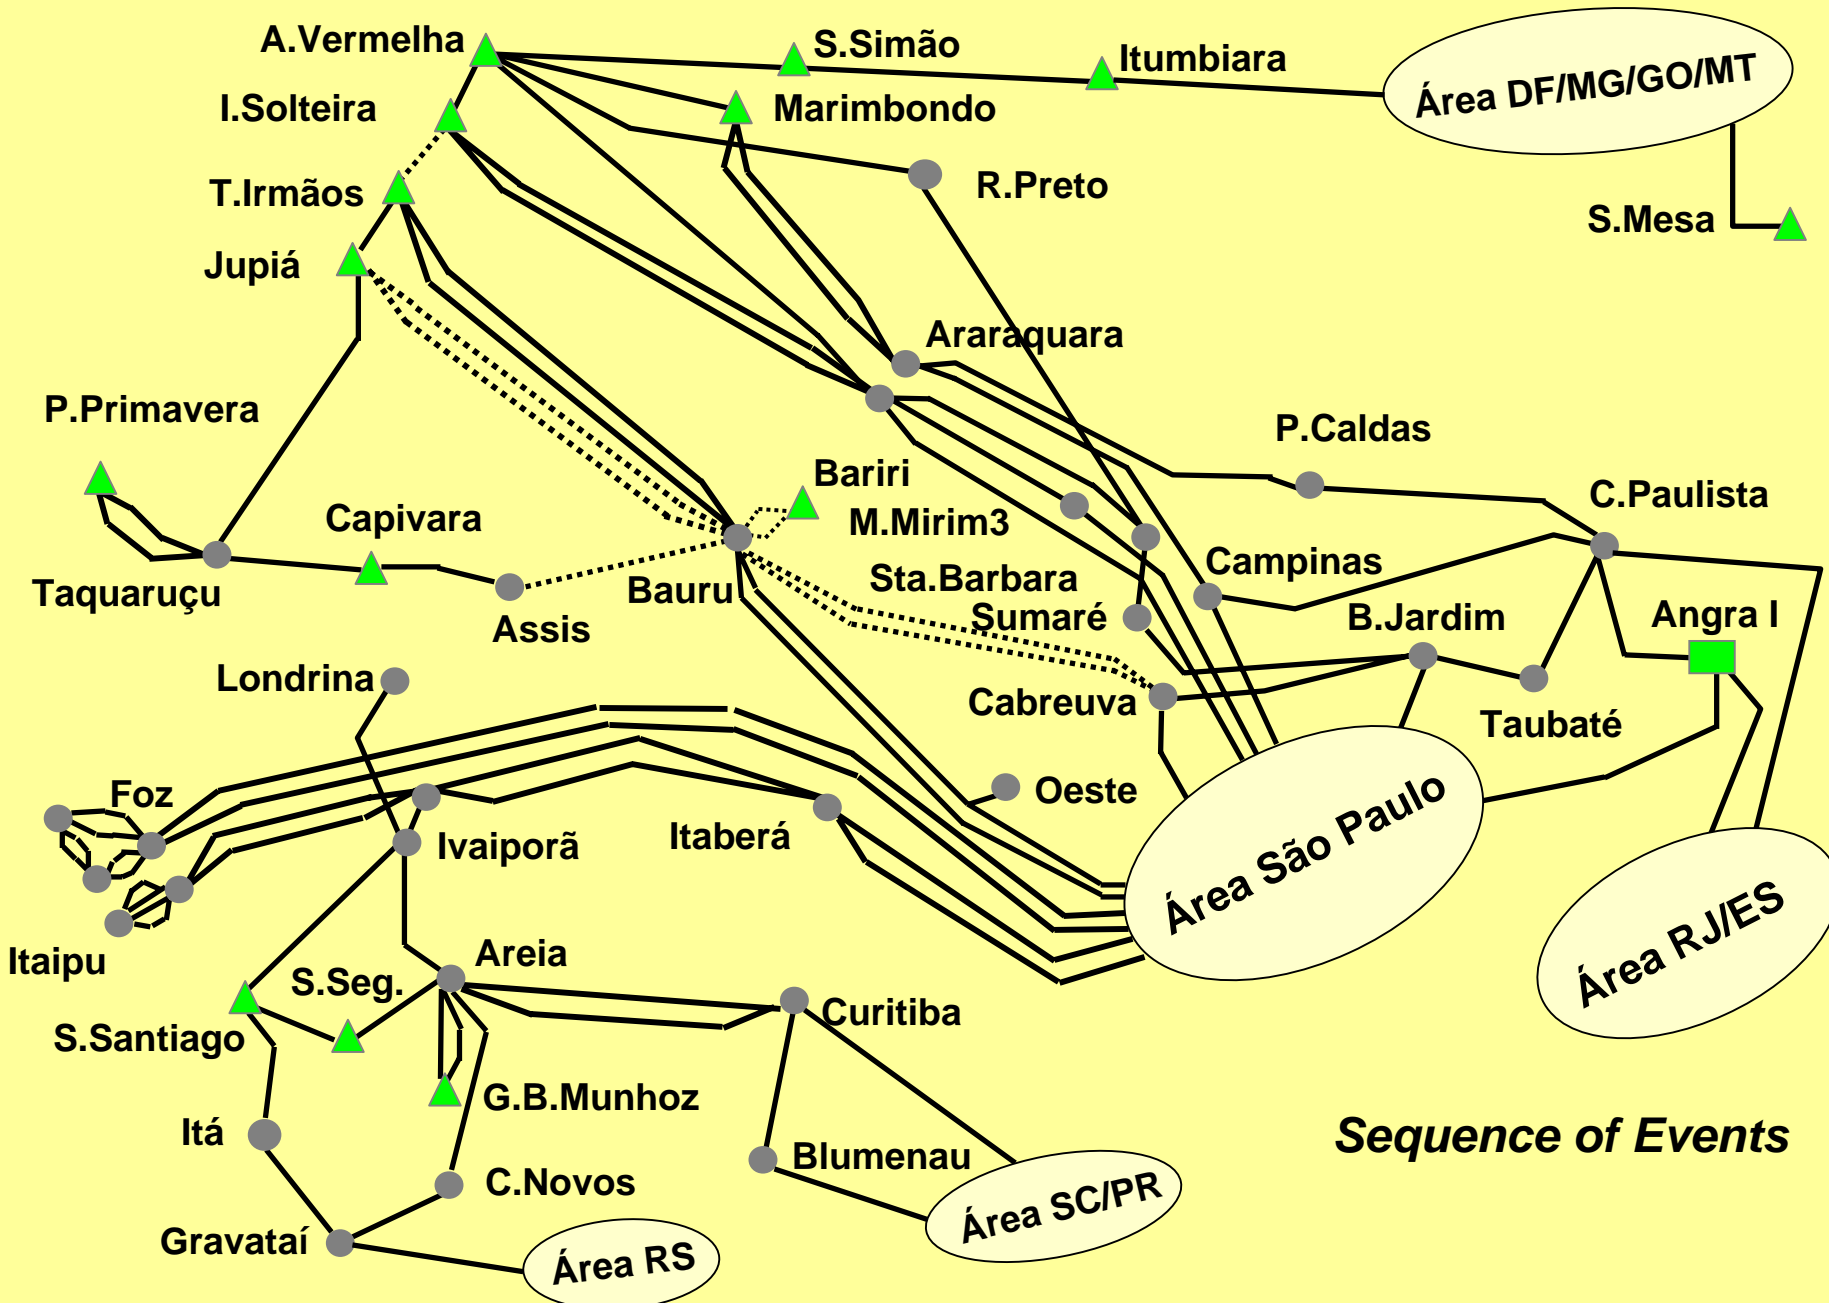 A.Vermelha
S.Simão
Itumbiara
Área DF/MG/GO/MT
I.Solteira
Marimbondo
T.Irmãos
R.Preto
S.Mesa
Jupiá
Araraquara
P.Primavera
P.Caldas
Bariri
C.Paulista
Capivara
M.Mirim3
Campinas
Taquaruçu
Bauru
Sta.Barbara
Sumaré
B.Jardim
Angra I
Assis
Londrina
Cabreuva
Taubaté
Foz
Oeste
Ivaiporã
Itaberá
Área São Paulo
Área RJ/ES
Itaipu
Areia
S.Seg.
Curitiba
S.Santiago
G.B.Munhoz
Itá
Sequence of Events
Blumenau
C.Novos
Área SC/PR
Gravataí
Área RS